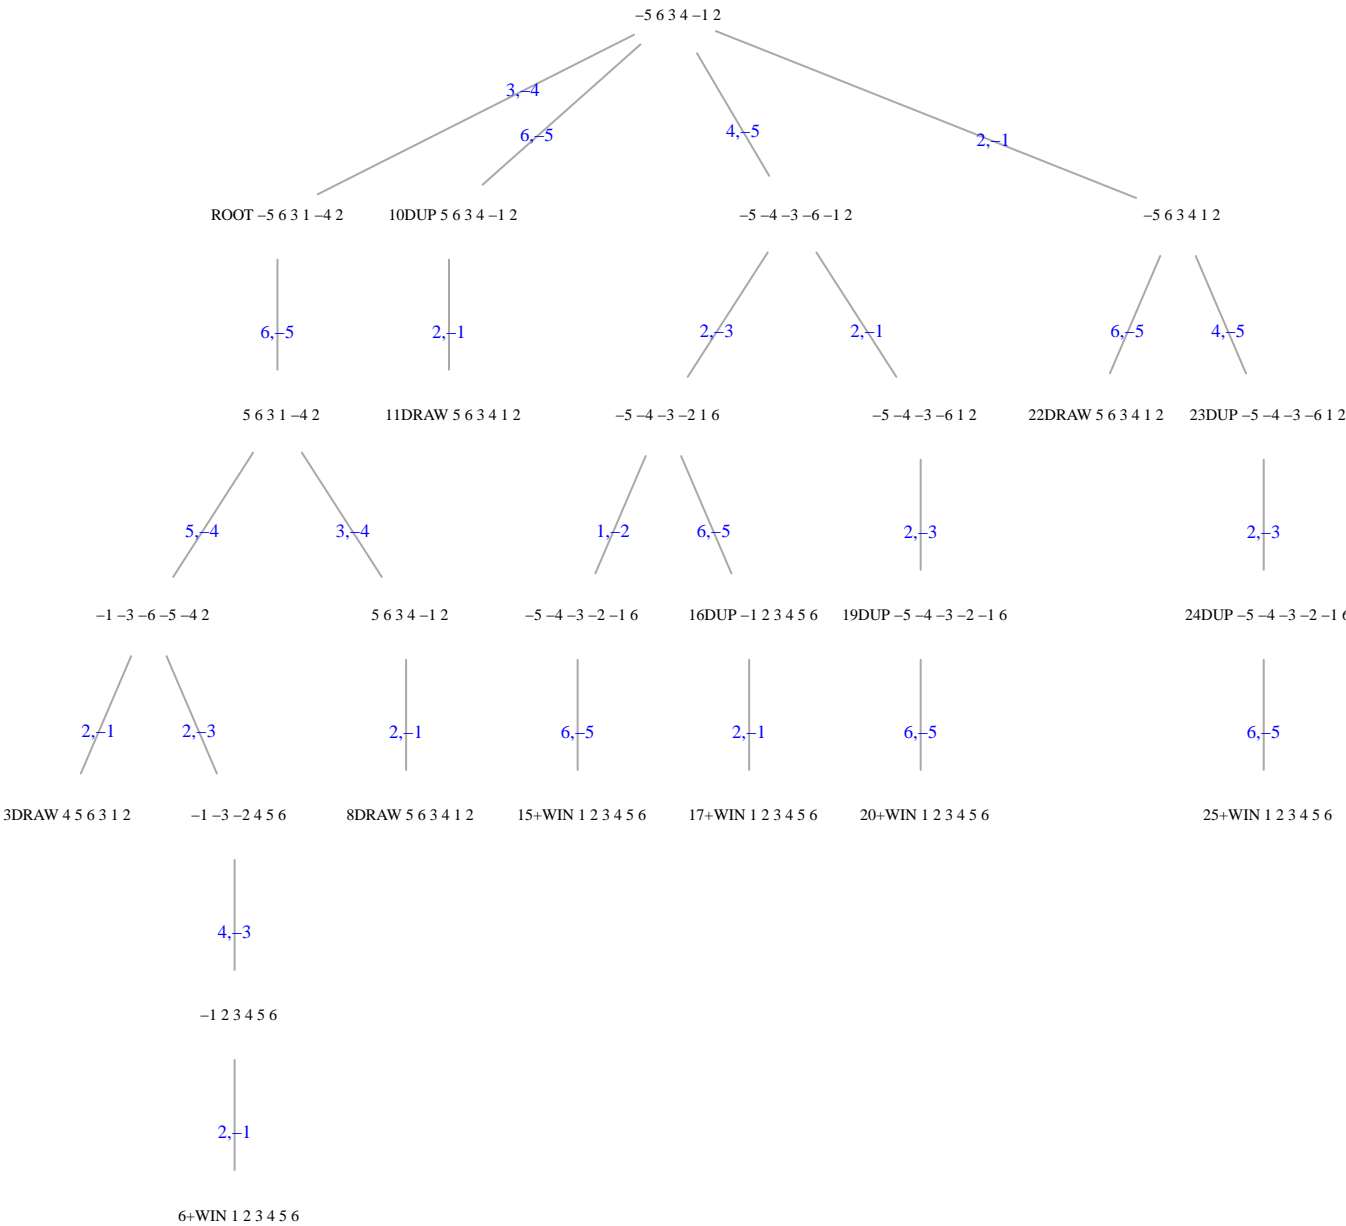 –5 6 3 4 –1 2
3,–4
6,–5
4,–5
2,–1
ROOT –5 6 3 1 –4 2
10DUP 5 6 3 4 –1 2
–5 –4 –3 –6 –1 2
–5 6 3 4 1 2
6,–5
2,–1
2,–3
2,–1
6,–5
4,–5
5 6 3 1 –4 2
11DRAW 5 6 3 4 1 2
–5 –4 –3 –2 1 6
–5 –4 –3 –6 1 2
22DRAW 5 6 3 4 1 2
23DUP –5 –4 –3 –6 1 2
5,–4
3,–4
1,–2
6,–5
2,–3
2,–3
–1 –3 –6 –5 –4 2
5 6 3 4 –1 2
–5 –4 –3 –2 –1 6
16DUP –1 2 3 4 5 6
19DUP –5 –4 –3 –2 –1 6
24DUP –5 –4 –3 –2 –1 6
2,–1
2,–3
2,–1
6,–5
2,–1
6,–5
6,–5
3DRAW 4 5 6 3 1 2
–1 –3 –2 4 5 6
8DRAW 5 6 3 4 1 2
15+WIN 1 2 3 4 5 6
17+WIN 1 2 3 4 5 6
20+WIN 1 2 3 4 5 6
25+WIN 1 2 3 4 5 6
4,–3
–1 2 3 4 5 6
2,–1
6+WIN 1 2 3 4 5 6